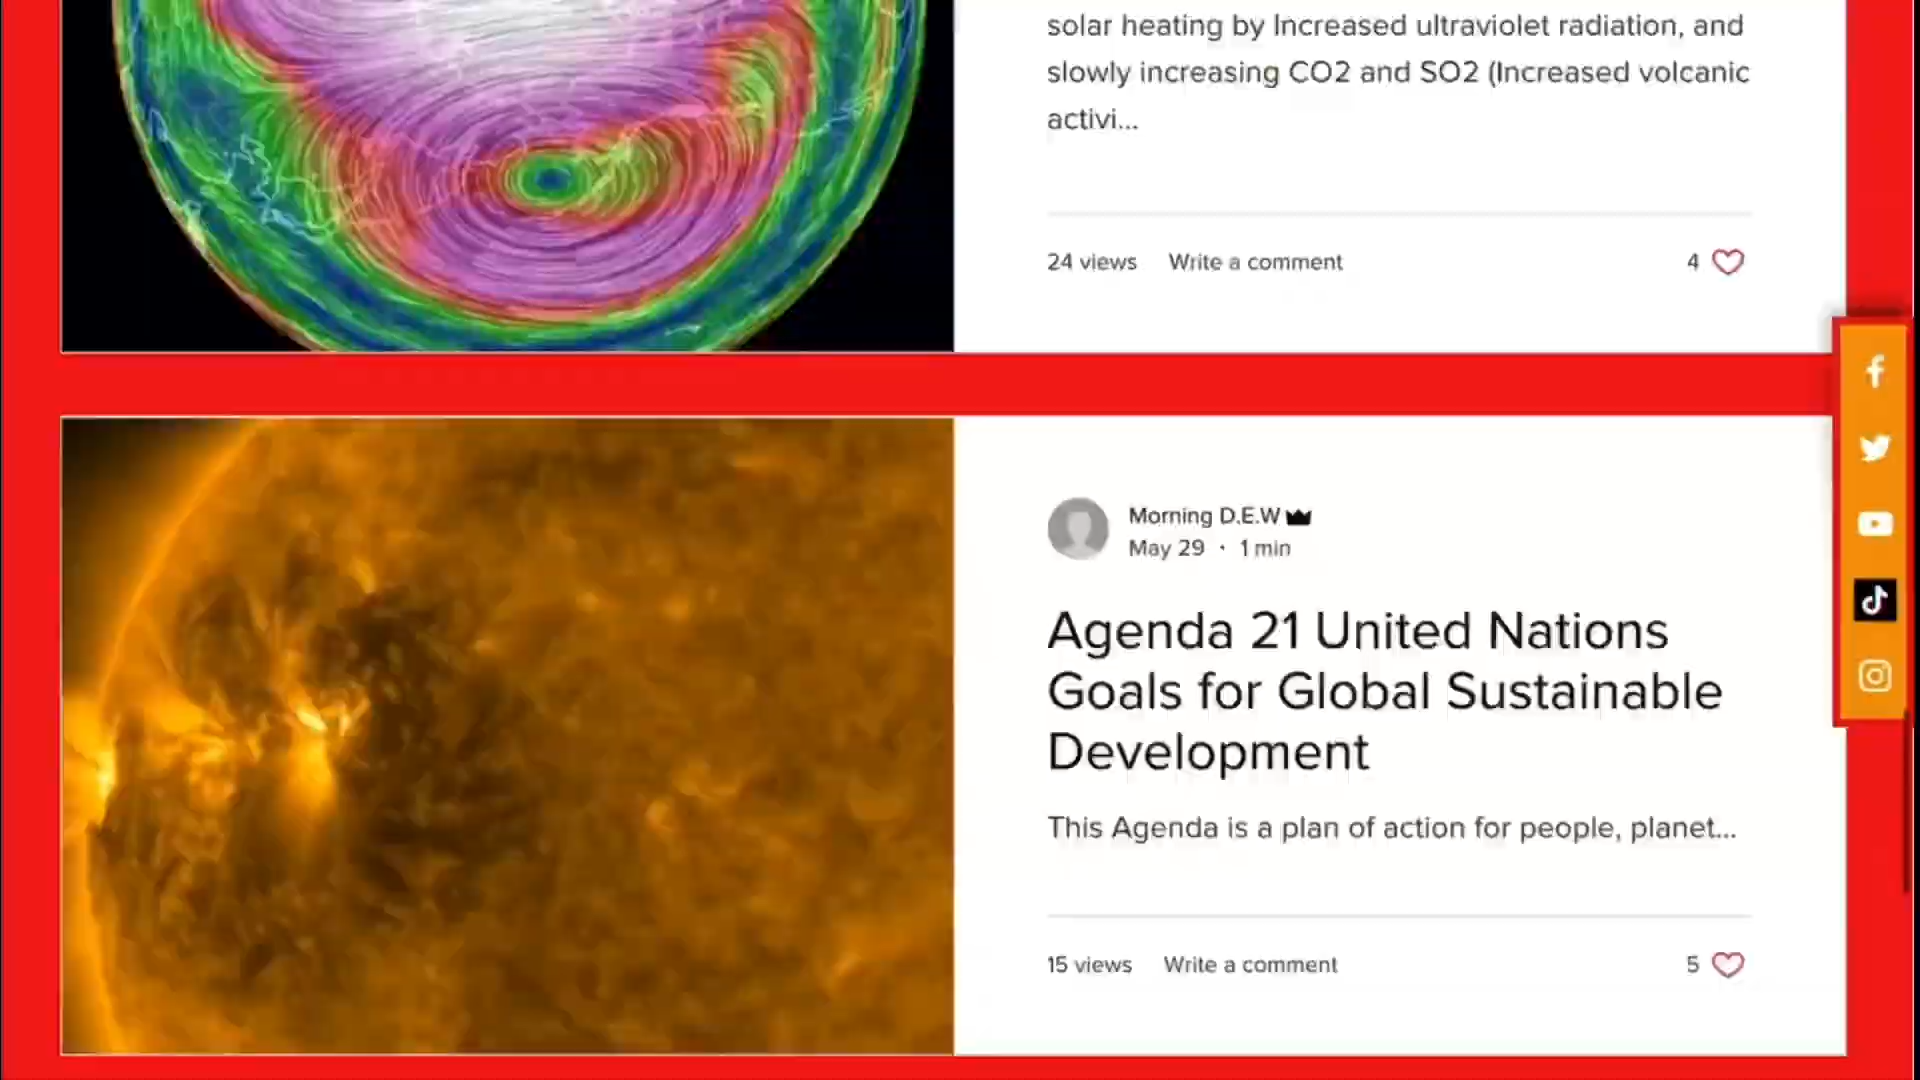 solar heating by Increased ultraviolet radiation, and
slowly increasing CO2 and SO2 (Increased volcanic
activi...
24 views Write a comment 4
Morning D.E.W
May 29 · 1 min
Agenda 21 United Nations
Goals for Global Sustainable
Development
This Agenda is a plan of action for people, planet...
15 views Write a comment 5